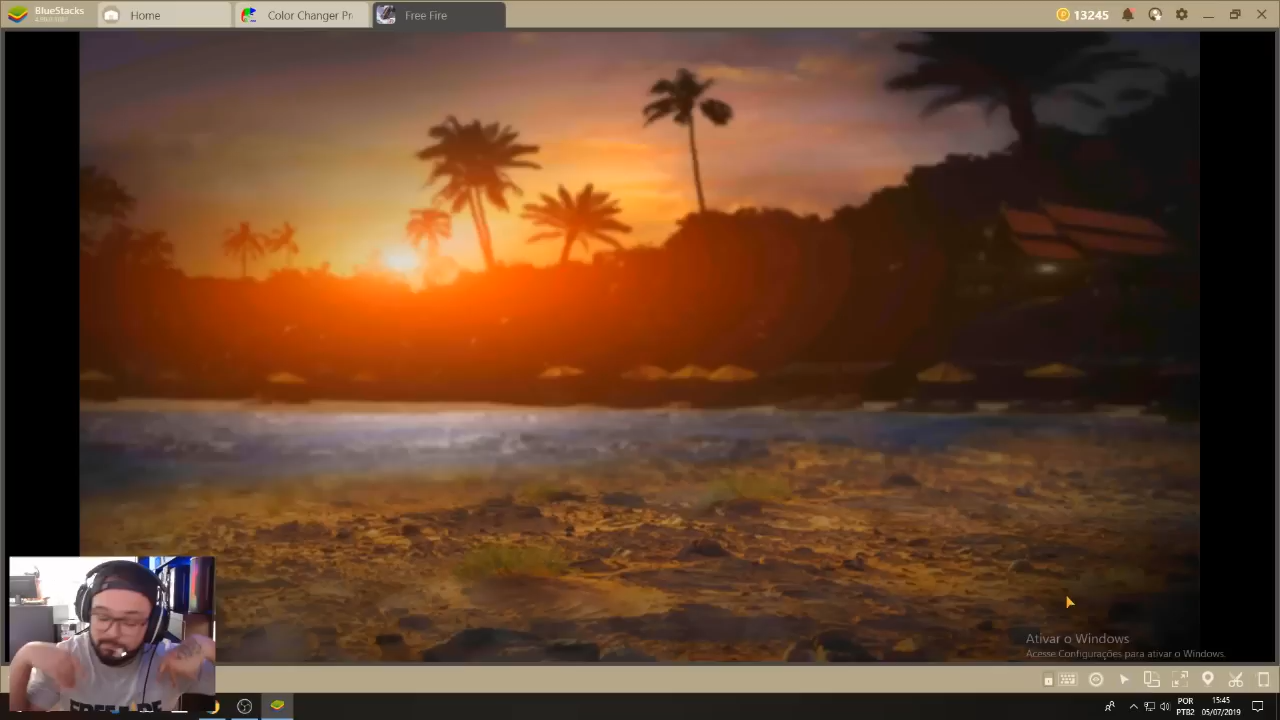 BlueStacks
Home
Color Changer Pr
Free Fire
13245
Ativar o Windows
Acesse Configurações para ativar o Windows.
POR
PTB2
15:45
05/07/2019